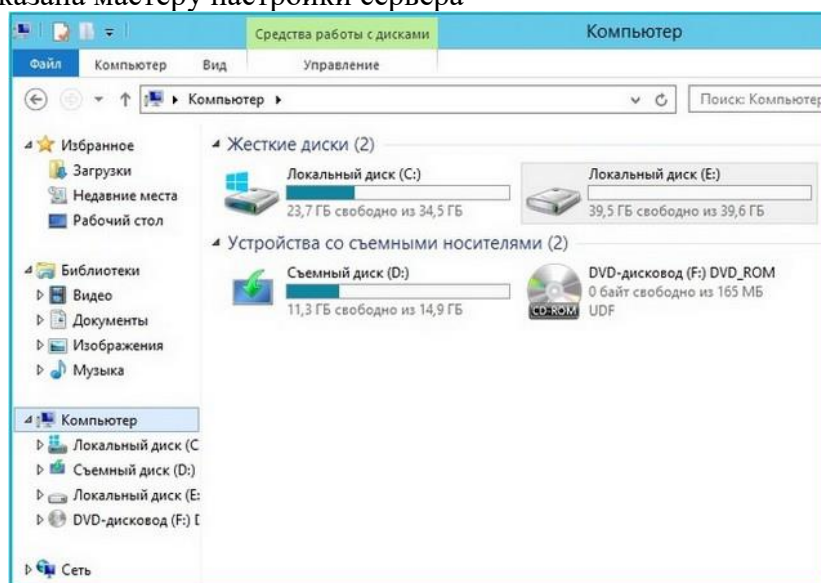 казана мастеру настройки сервера
Средства работы с дисками
Компьютер
Файл
Компьютер
Вид
Управление
Компьютер
Поиск: Компьютер
Избранное
Загрузки
Недавние места
Рабочий стол
Библиотеки
Видео
Документы
Изображения
Музыка
Компьютер
Локальный диск (C
Съемный диск (D:)
Локальный диск (E:
DVD-дисковод (F:) D
Сеть
Жесткие диски (2)
Локальный диск (C:)
23,7 ГБ свободно из 34,5 ГБ
Локальный диск (E:)
39,5 ГБ свободно из 39,6 ГБ
Устройства со съемными носителями (2)
Съемный диск (D:)
11,3 ГБ свободно из 14,9 ГБ
DVD-дисковод (F:) DVD_ROM
0 байт свободно из 165 МБ
UDF
CD-ROM